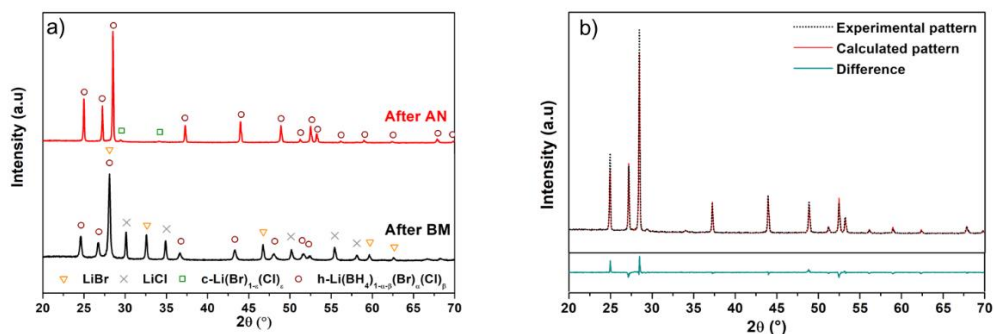 a)
After AN
After BM
LiBr
LiCl
c-Li(Br)₁₋ε(Cl)ε
h-Li(BH₄)₁₋α₋β(Br)α(Cl)β
Intensity (a.u)
20 25 30 35 40 45 50 55 60 65 70
2θ (°)
b)
Experimental pattern
Calculated pattern
Difference
Intensity (a.u)
20 25 30 35 40 45 50 55 60 65 70
2θ (°)